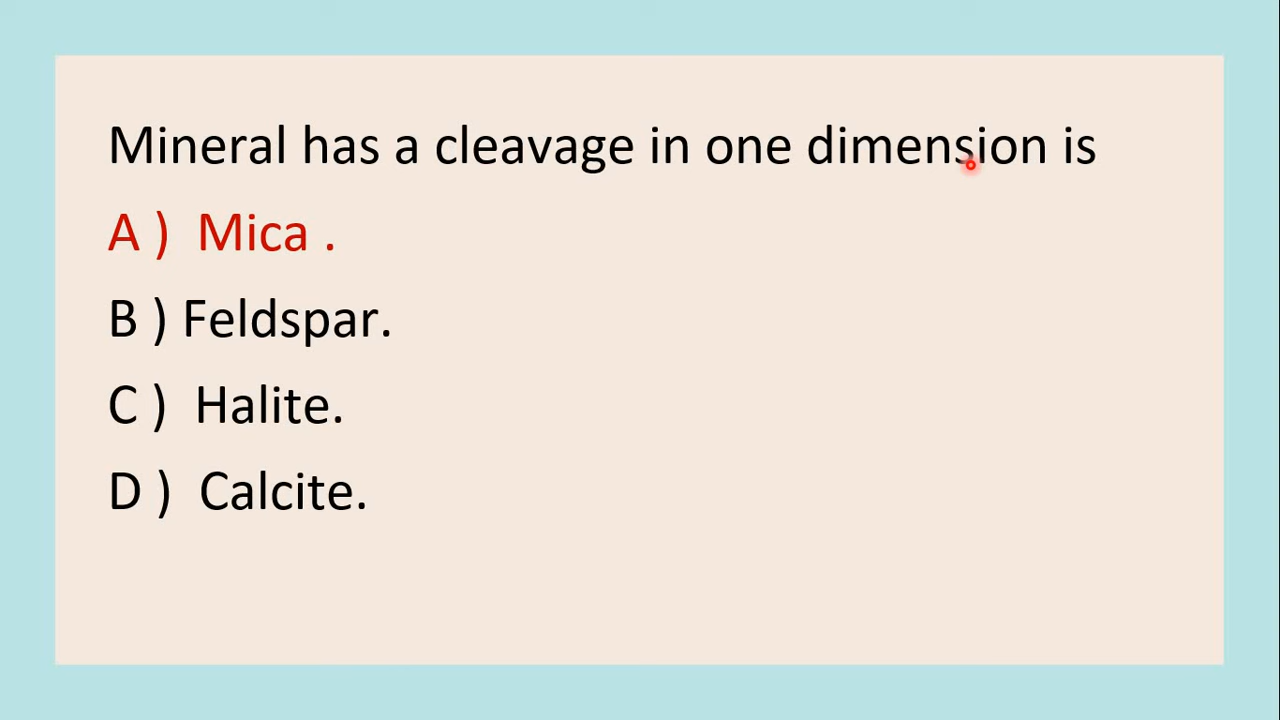 Mineral has a cleavage in one dimension is
A ) Mica .
B ) Feldspar.
C ) Halite.
D ) Calcite.